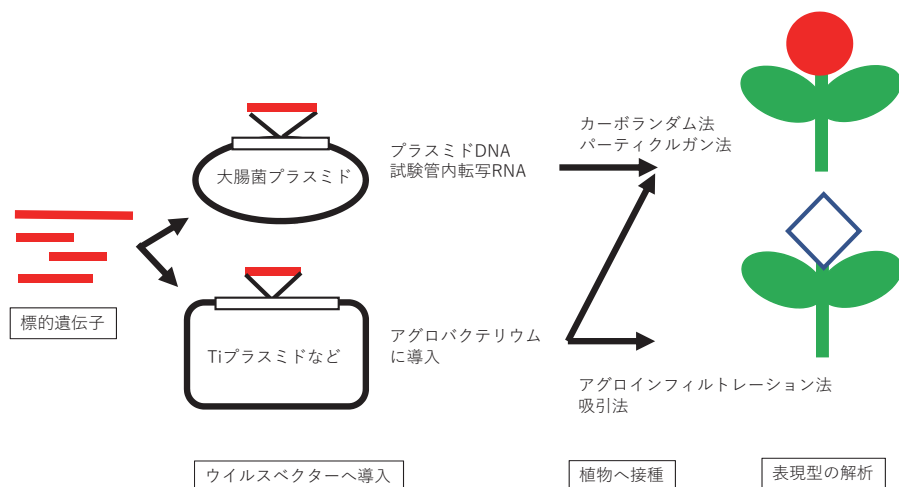 カーボランダム法
パーティクルガン法
プラスミドDNA
試験管内転写RNA
大腸菌プラスミド
標的遺伝子
Tiプラスミドなど
アグロバクテリウム
に導入
アグロインフィルトレーション法
吸引法
ウイルスベクターへ導入
植物へ接種
表現型の解析